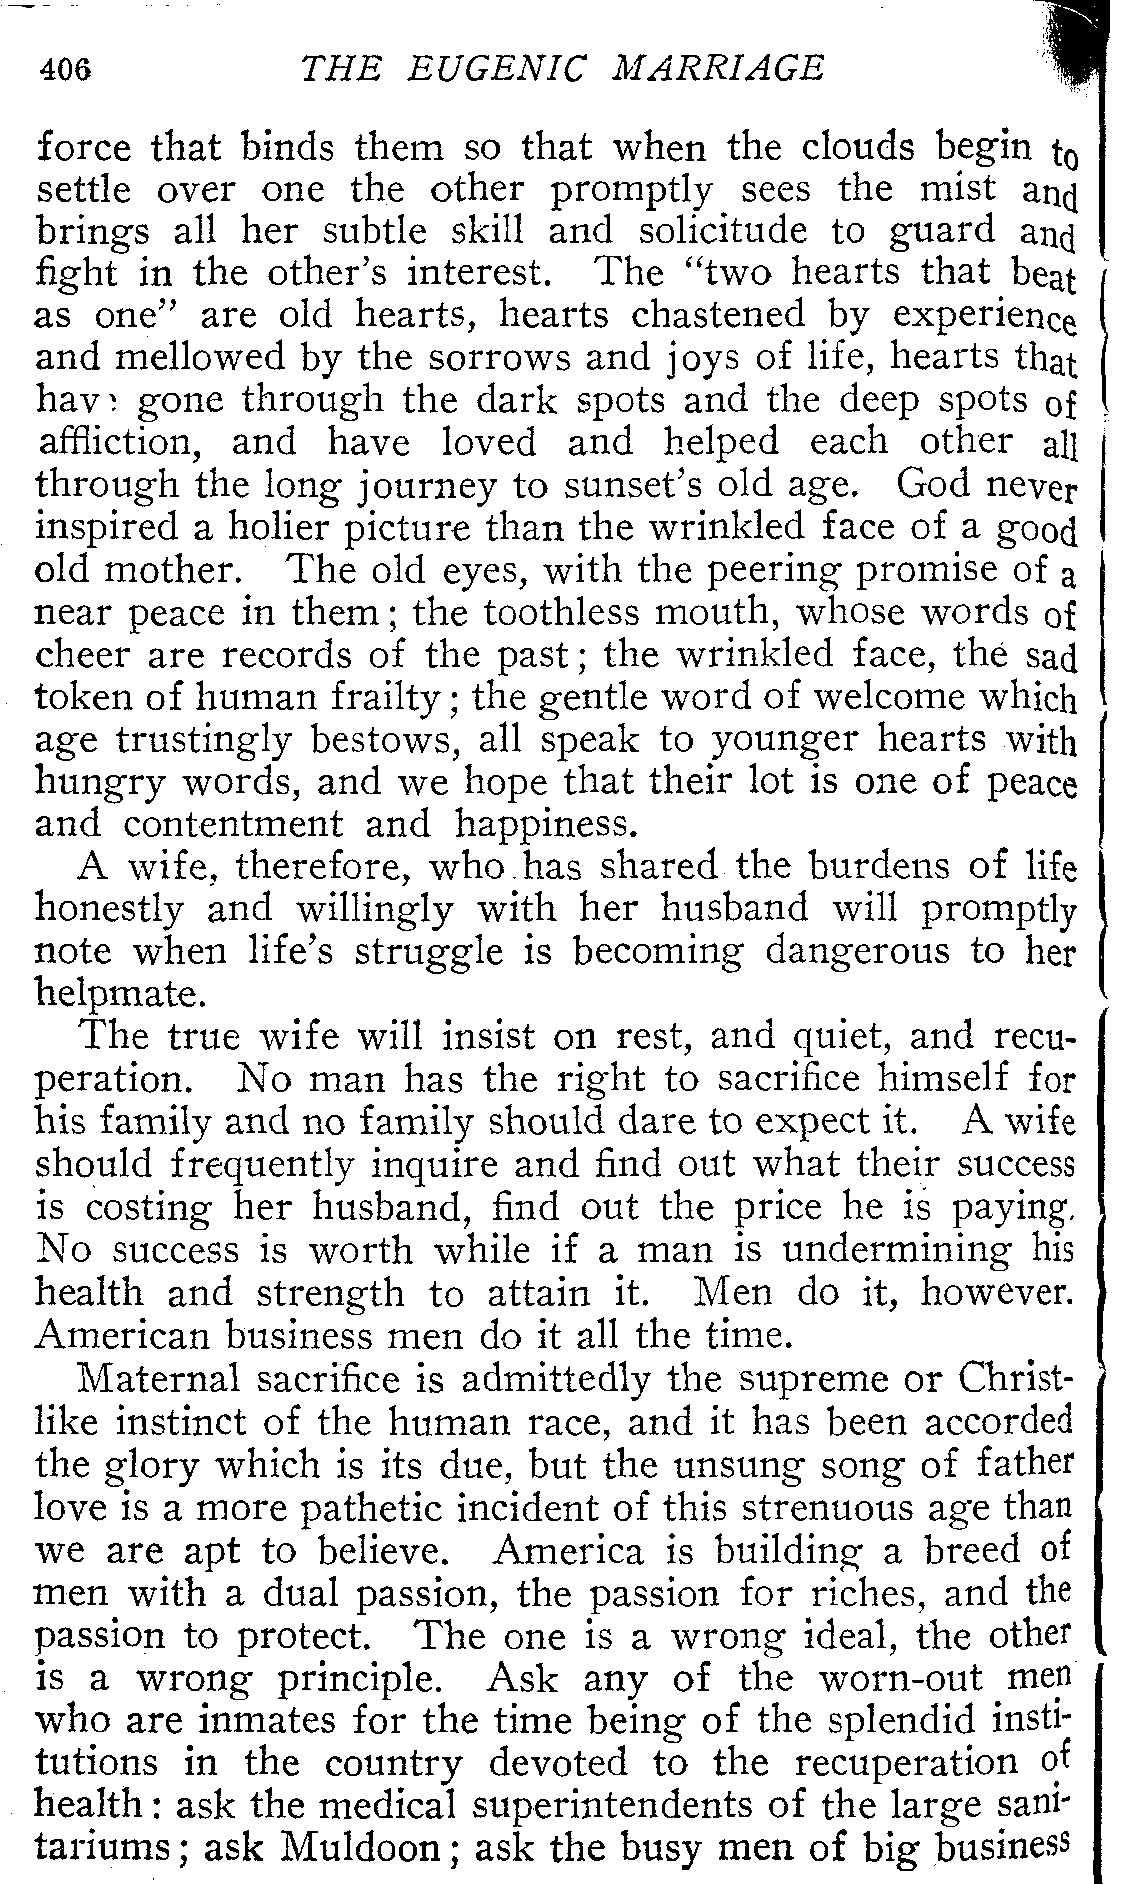 406 THE EUGENIC MARRIAGE
force that binds them so that when the clouds begin to
settle over one the other promptly sees the mist and
brings all her subtle skill and solicitude to guard and
fight in the other's interest. The "two hearts that beat
as one" are old hearts, hearts chastened by experience
and mellowed by the sorrows and joys of life, hearts that
have gone through the dark spots and the deep spots of
affliction, and have loved and helped each other all
through the long journey to sunset's old age. God never
inspired a holier picture than the wrinkled face of a good
old mother. The old eyes, with the peering promise of a
near peace in them; the toothless mouth, whose words of
cheer are records of the past; the wrinkled face, the sad
token of human frailty; the gentle word of welcome which
age trustingly bestows, all speak to younger hearts with
hungry words, and we hope that their lot is one of peace
and contentment and happiness.
A wife, therefore, who has shared the burdens of life
honestly and willingly with her husband will promptly
note when life's struggle is becoming dangerous to her
helpmate.
The true wife will insist on rest, and quiet, and recu-
peration. No man has the right to sacrifice himself for
his family and no family should dare to expect it. A wife
should frequently inquire and find out what their success
is costing her husband, find out the price he is paying.
No success is worth while if a man is undermining his
health and strength to attain it. Men do it, however.
American business men do it all the time.
Maternal sacrifice is admittedly the supreme or Christ-
like instinct of the human race, and it has been accorded
the glory which is its due, but the unsung song of father
love is a more pathetic incident of this strenuous age than
we are apt to believe. America is building a breed of
men with a dual passion, the passion for riches, and the
passion to protect. The one is a wrong ideal, the other
is a wrong principle. Ask any of the worn-out men
who are inmates for the time being of the splendid insti-
tutions in the country devoted to the recuperation of
health: ask the medical superintendents of the large sani-
tariums; ask Muldoon; ask the busy men of big business